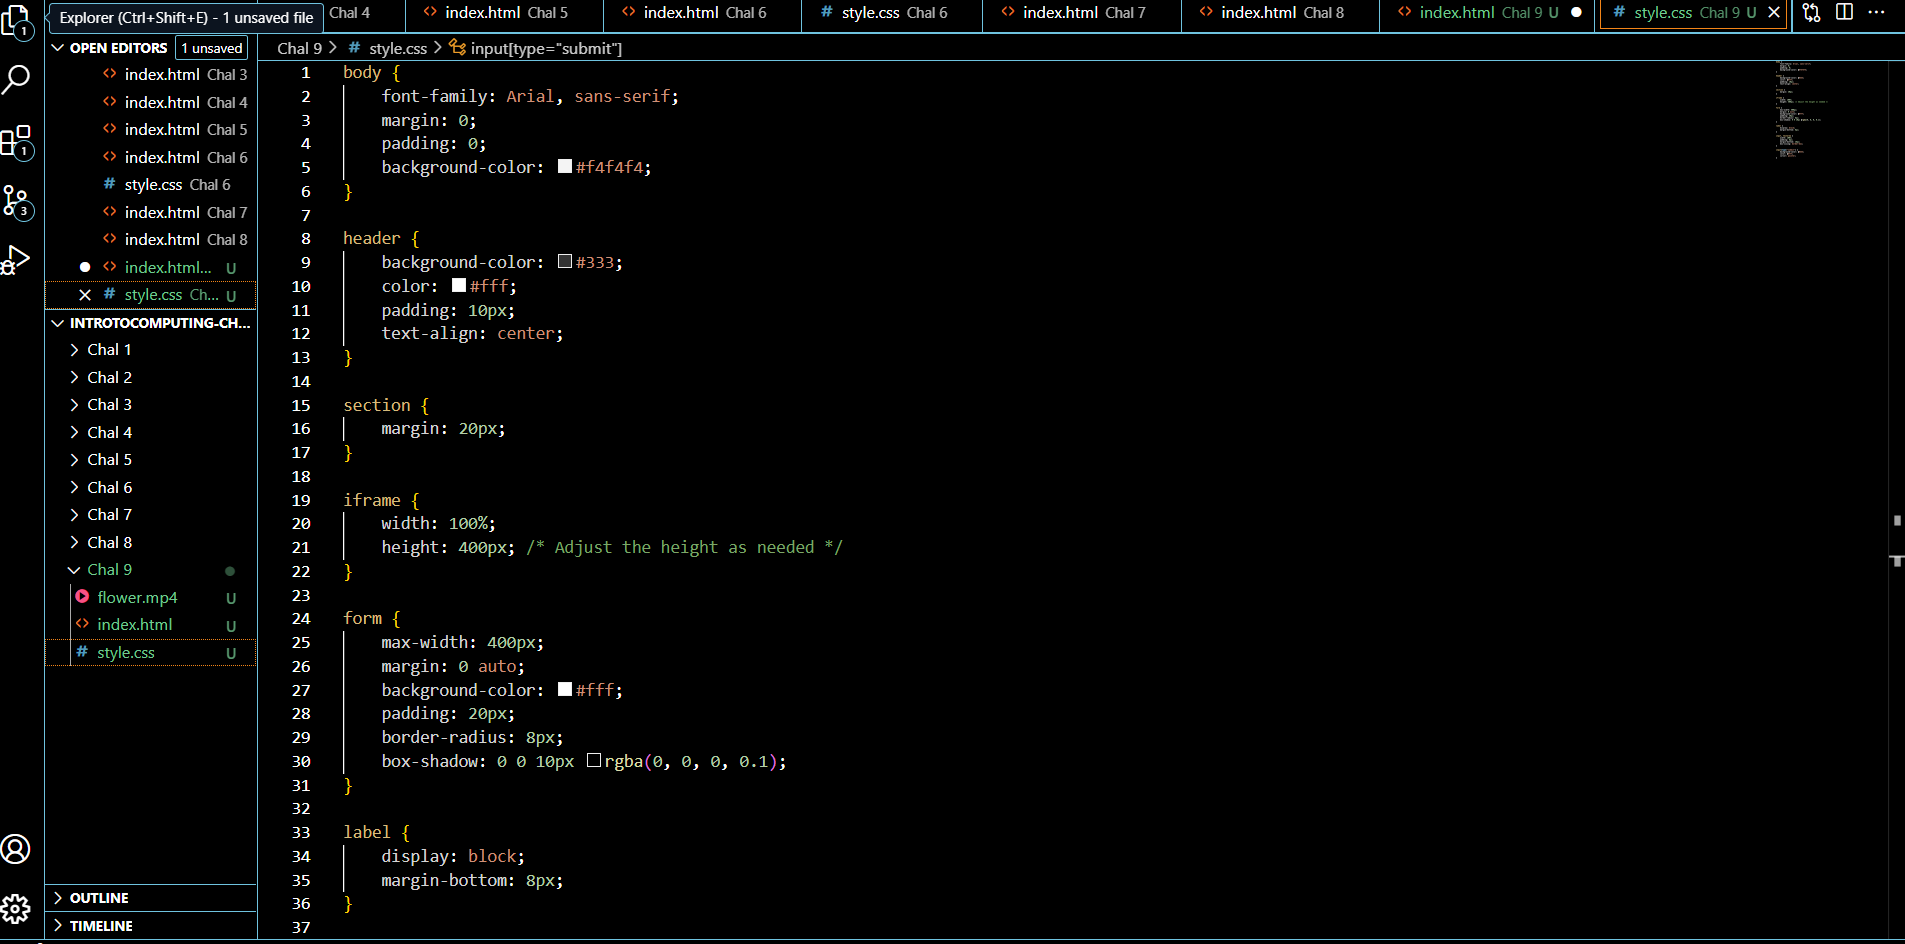 Explorer (Ctrl+Shift+E) - 1 unsaved file
Chal 4
index.html Chal 5
index.html Chal 6
style.css Chal 6
index.html Chal 7
index.html Chal 8
index.html Chal 9 U
style.css Chal 9 U
1
1
3
OPEN EDITORS 1 unsaved
index.html Chal 3
index.html Chal 4
index.html Chal 5
index.html Chal 6
style.css Chal 6
index.html Chal 7
index.html Chal 8
index.html... U
style.css Ch... U
INTROTOCOMPUTING-CH...
Chal 1
Chal 2
Chal 3
Chal 4
Chal 5
Chal 6
Chal 7
Chal 8
Chal 9
flower.mp4 U
index.html U
style.css U
OUTLINE
TIMELINE
Chal 9 > # style.css > input[type="submit"]
1 body {
2 font-family: Arial, sans-serif;
3 margin: 0;
4 padding: 0;
5 background-color: #f4f4f4;
6 }
7
8 header {
9 background-color: #333;
10 color: #fff;
11 padding: 10px;
12 text-align: center;
13 }
14
15 section {
16 margin: 20px;
17 }
18
19 iframe {
20 width: 100%;
21 height: 400px; /* Adjust the height as needed */
22 }
23
24 form {
25 max-width: 400px;
26 margin: 0 auto;
27 background-color: #fff;
28 padding: 20px;
29 border-radius: 8px;
30 box-shadow: 0 0 10px rgba(0, 0, 0, 0.1);
31 }
32
33 label {
34 display: block;
35 margin-bottom: 8px;
36 }
37